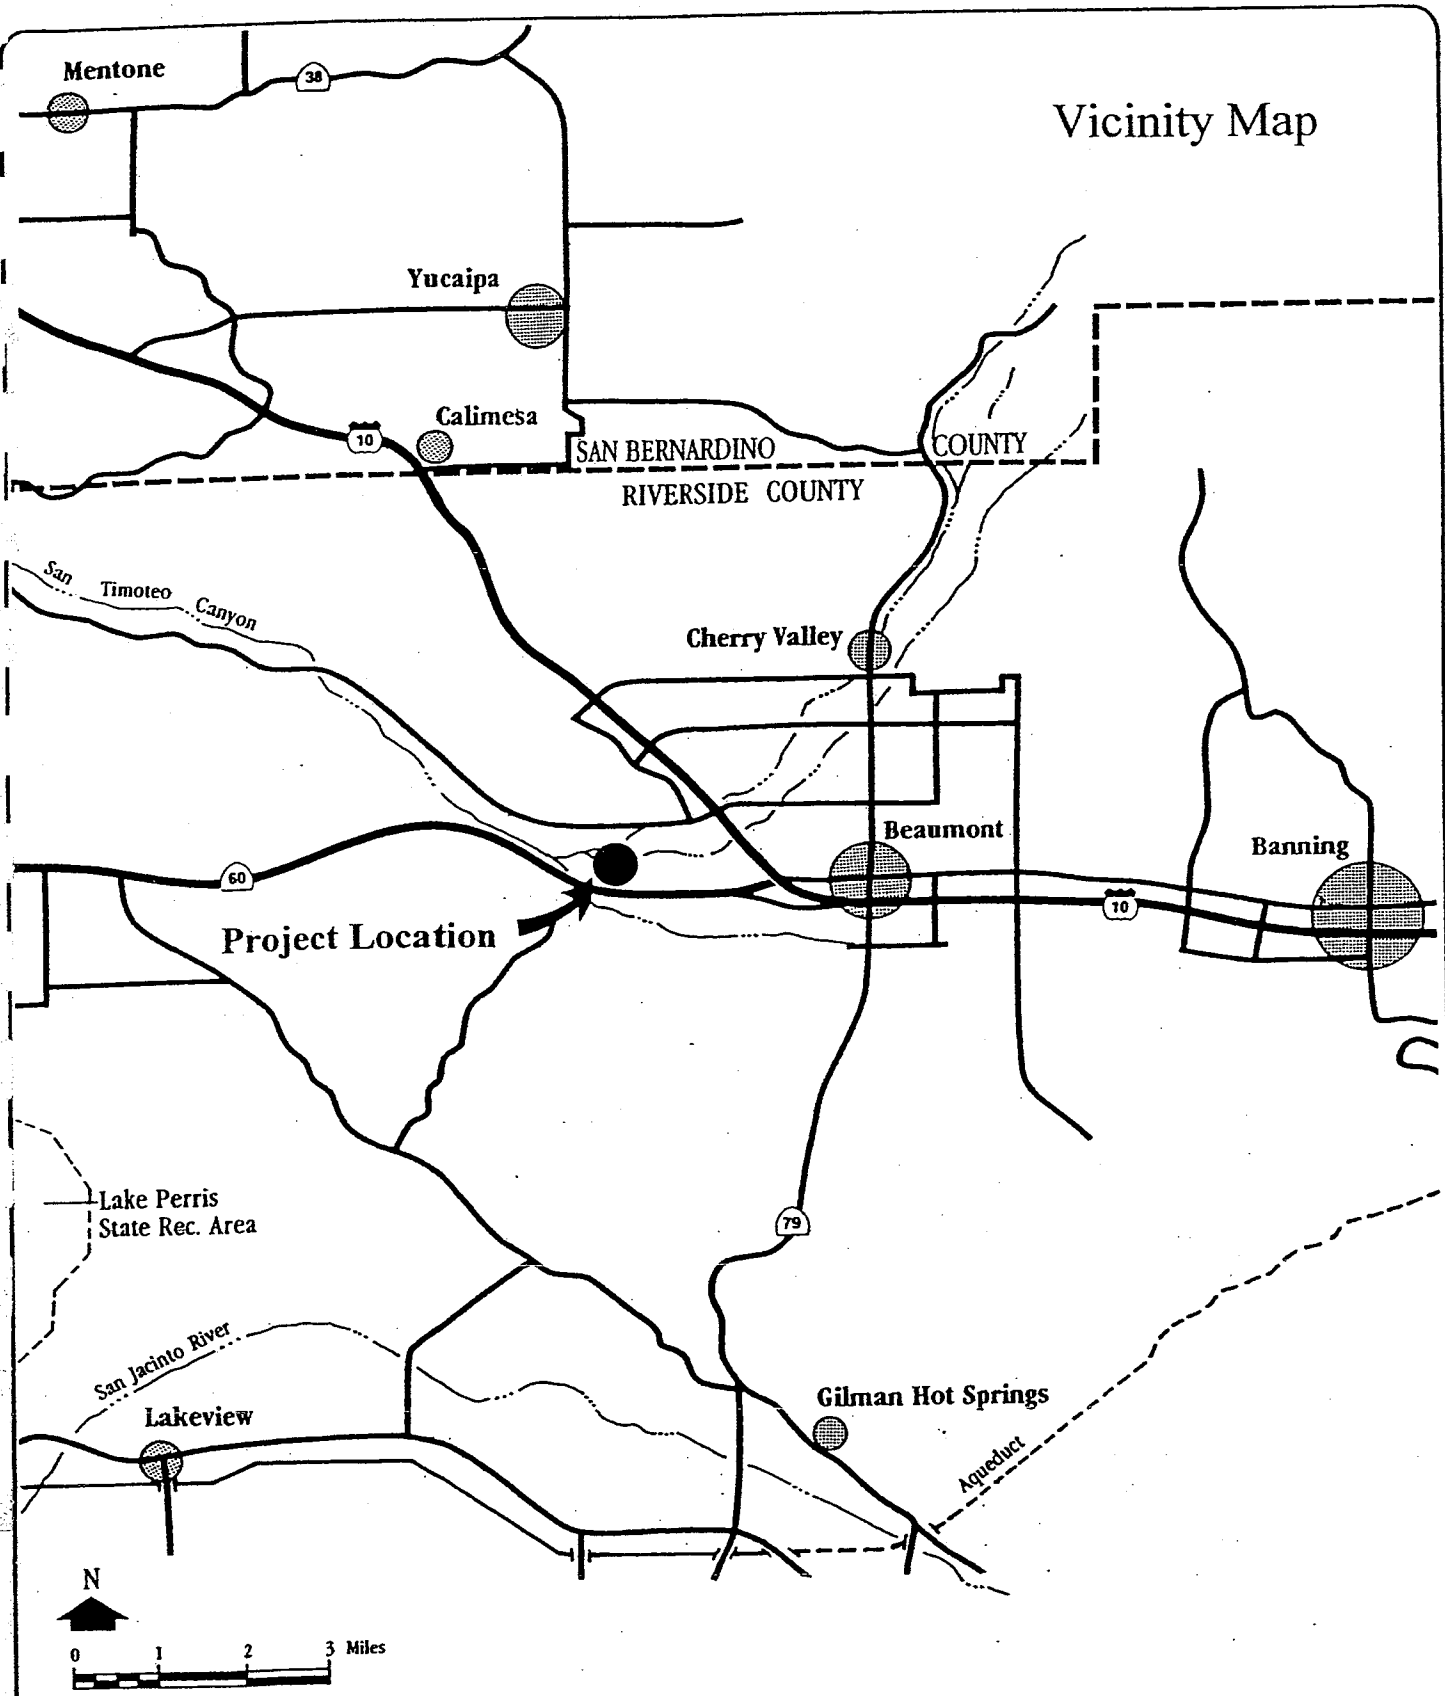 Mentone
38
Vicinity Map
Yucaipa
Calimesa
10
SAN BERNARDINO COUNTY
RIVERSIDE COUNTY
San Timoteo Canyon
Cherry Valley
Beaumont
Banning
60
10
Project Location
Lake Perris
State Rec. Area
79
San Jacinto River
Gilman Hot Springs
Lakeview
Aqueduct
N
0 1 2 3 Miles